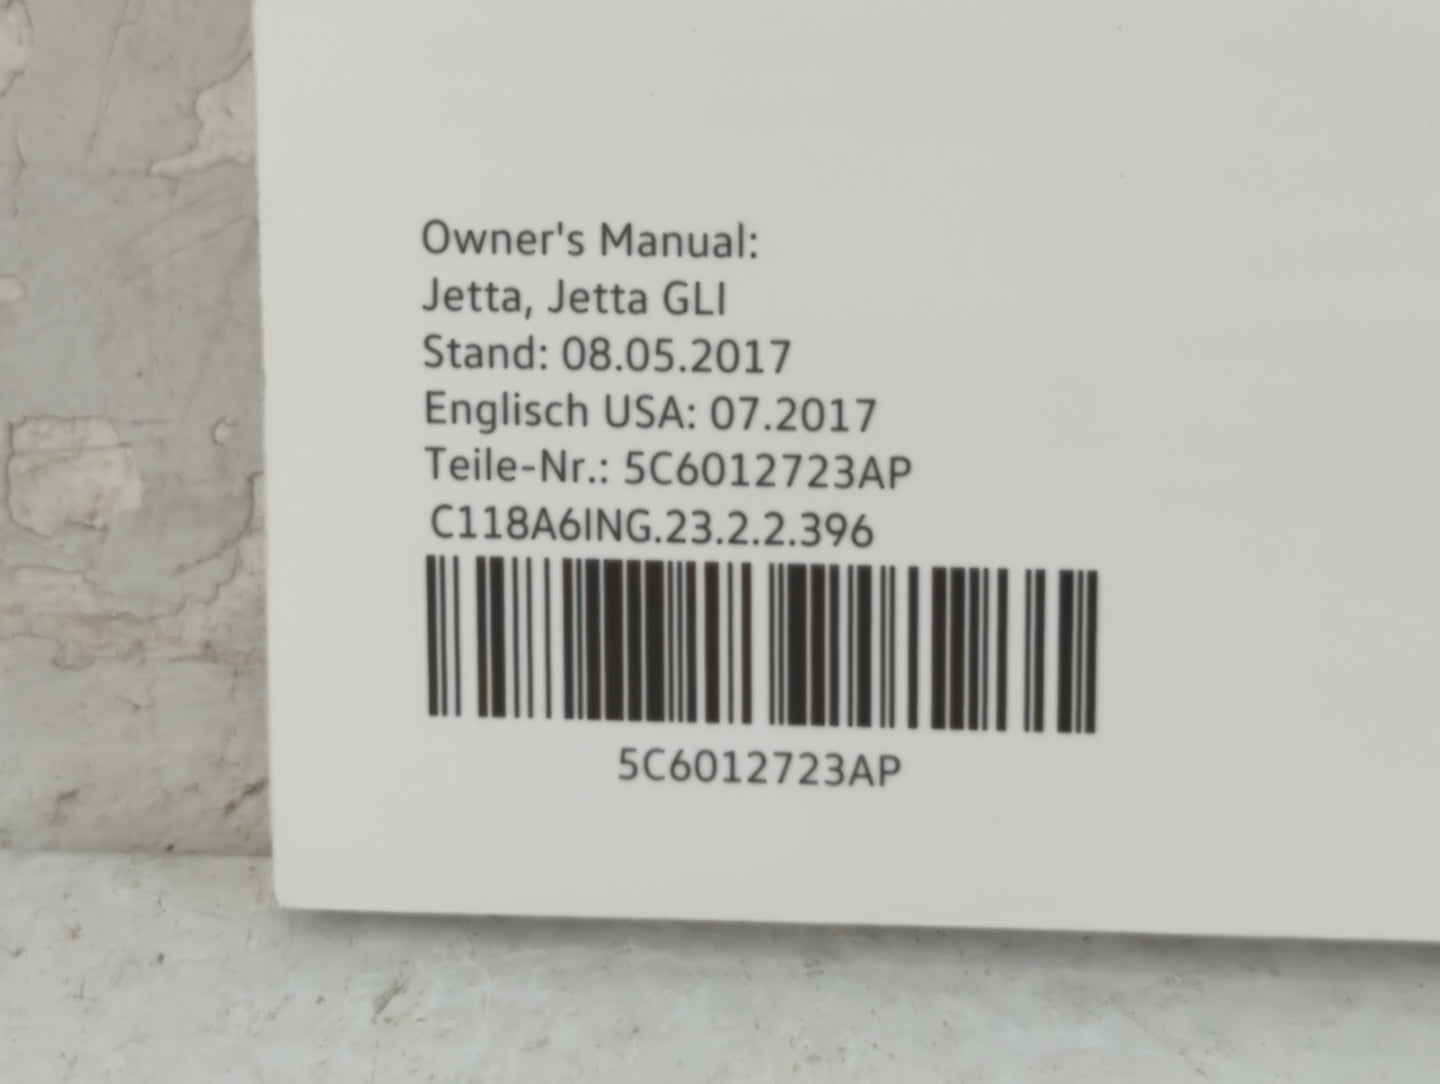 Owner's Manual:
Jetta, Jetta GLI
Stand: 08.05.2017
Englisch USA: 07.2017
Teile-Nr.: 5C6012723AP
C118A6ING.23.2.2.396
5C6012723AP